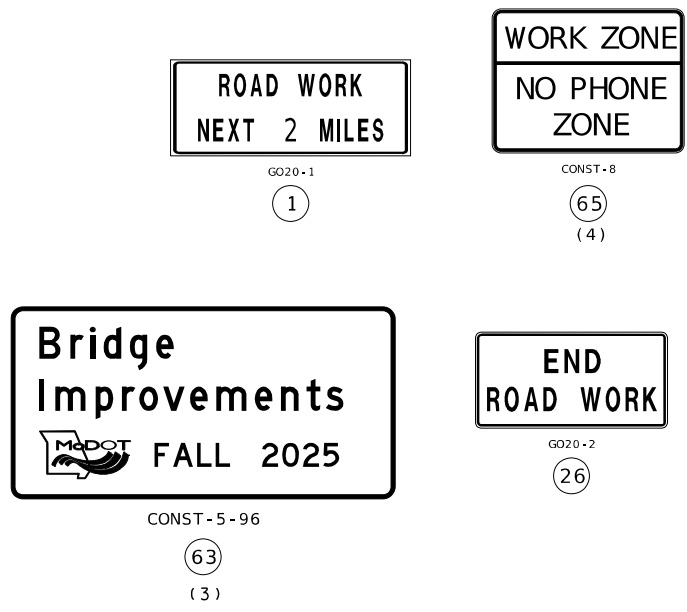 ROAD WORK
NEXT 2 MILES
GO20-1
1
WORK ZONE
NO PHONE
ZONE
CONST-8
65
(4)
Bridge
Improvements
MoDOT FALL 2025
CONST-5-96
63
(3)
END
ROAD WORK
GO20-2
26